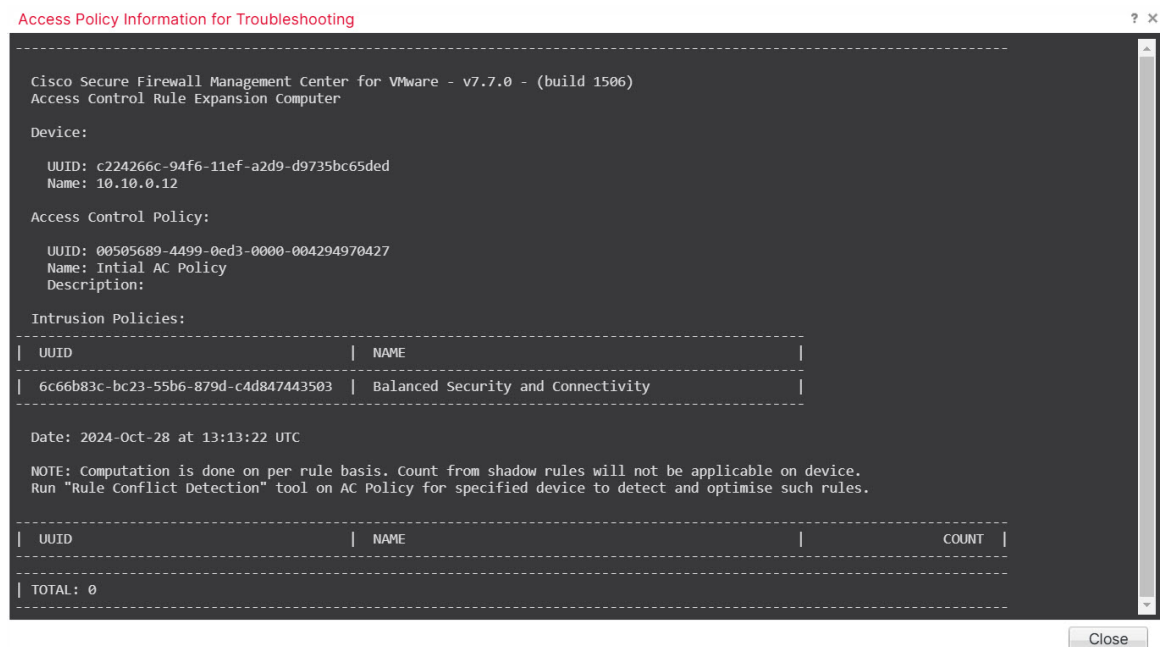 Access Policy Information for Troubleshooting ? ×
Cisco Secure Firewall Management Center for VMware - v7.7.0 - (build 1506)
Access Control Rule Expansion Computer
Device:
UUID: c224266c-94f6-11ef-a2d9-d9735bc65ded
Name: 10.10.0.12
Access Control Policy:
UUID: 00505689-4499-0ed3-0000-004294970427
Name: Intial AC Policy
Description:
Intrusion Policies:
| UUID | NAME |
| 6c66b83c-bc23-55b6-879d-c4d847443503 | Balanced Security and Connectivity |
Date: 2024-Oct-28 at 13:13:22 UTC
NOTE: Computation is done on per rule basis. Count from shadow rules will not be applicable on device.
Run "Rule Conflict Detection" tool on AC Policy for specified device to detect and optimise such rules.
| UUID | NAME | COUNT |
| TOTAL: 0
Close